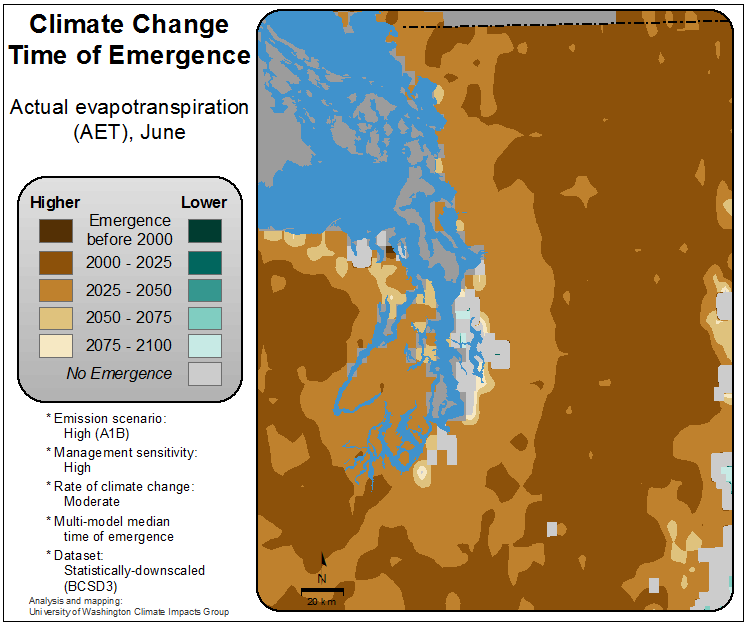 Climate Change
Time of Emergence
Actual evapotranspiration
(AET), June
Higher Lower
Emergence
before 2000
2000 - 2025
2025 - 2050
2050 - 2075
2075 - 2100
No Emergence
* Emission scenario:
High (A1B)
* Management sensitivity:
High
* Rate of climate change:
Moderate
* Multi-model median
time of emergence
* Dataset:
Statistically-downscaled
(BCSD3)
Analysis and mapping:
University of Washington Climate Impacts Group
N
20 km